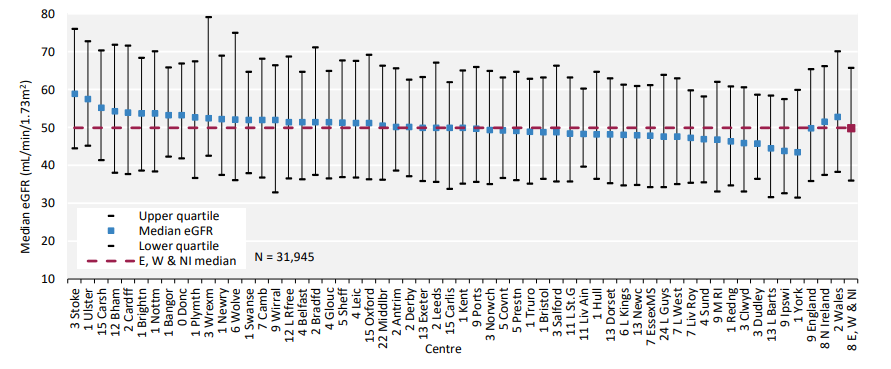 80
70
60
50
40
30
20
10
Median eGFR (mL/min/1.73m²)
Upper quartile
Median eGFR
Lower quartile
E, W & NI median
N = 31,945
3 Stoke
1 Ulster
15 Carsh
12 Bham
2 Cardff
1 Brightn
1 Nottm
1 Bangor
0 Donc
1 Plymth
3 Wrexm
1 Newry
6 Wolve
1 Swanse
7 Camb
9 Wirral
12 L Rfree
4 Belfast
2 Bradfd
4 Glouc
5 Sheff
4 Leic
15 Oxford
22 Middlbr
2 Antrim
2 Derby
13 Exeter
2 Leeds
15 Carlis
1 Kent
9 Ports
3 Norwch
5 Covnt
5 Prestn
1 Truro
1 Bristol
3 Salford
11 L St.G
11 Liv Ain
1 Hull
13 Dorset
6 L Kings
13 Newc
7 EssexMS
24 L Guys
7 L West
7 Liv Roy
4 Sund
9 M RI
1 Redng
3 Clwyd
3 Dudley
13 L Barts
9 Ipswi
1 York
9 England
8 N Ireland
2 Wales
8 E, W & NI
Centre